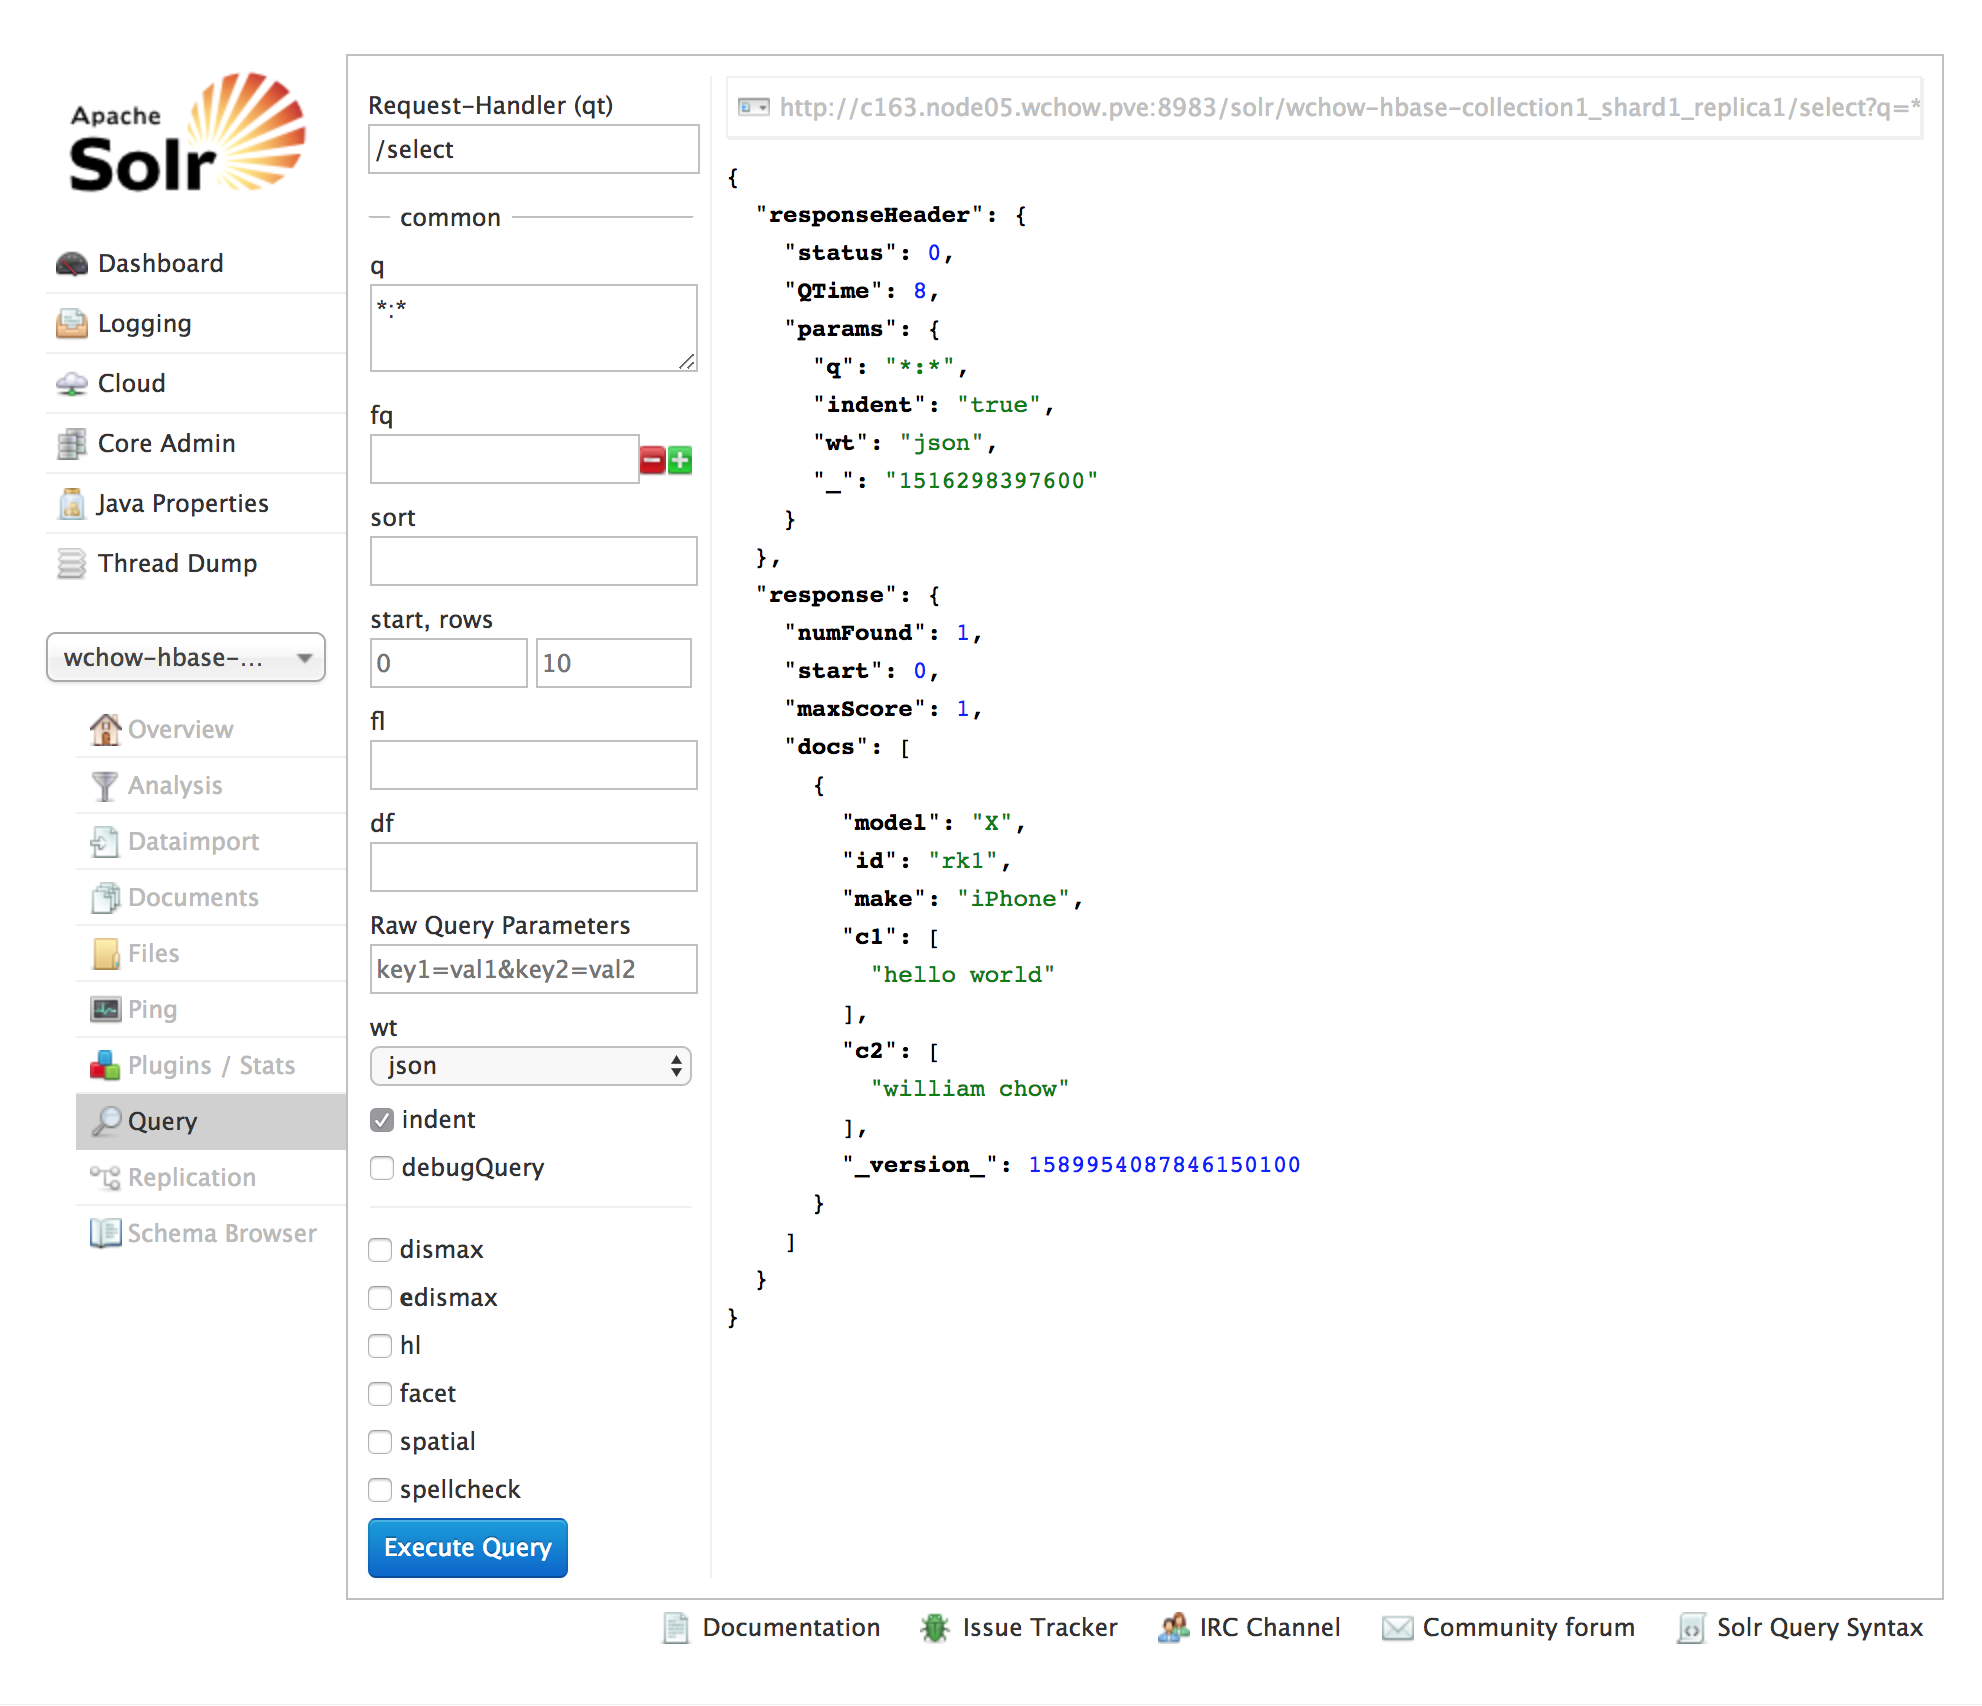 Apache
Solr
Dashboard
Logging
Cloud
Core Admin
Java Properties
Thread Dump
wchow-hbase-...
Overview
Analysis
Dataimport
Documents
Files
Ping
Plugins / Stats
Query
Replication
Schema Browser
Request-Handler (qt)
/select
common
q
*:*
fq
sort
start, rows
0 10
fl
df
Raw Query Parameters
key1=val1&key2=val2
wt
json
indent
debugQuery
dismax
edismax
hl
facet
spatial
spellcheck
Execute Query
http://c163.node05.wchow.pve:8983/solr/wchow-hbase-collection1_shard1_replica1/select?q=*
{
"responseHeader": {
"status": 0,
"QTime": 8,
"params": {
"q": "*:*",
"indent": "true",
"wt": "json",
"_": "1516298397600"
}
},
"response": {
"numFound": 1,
"start": 0,
"maxScore": 1,
"docs": [
{
"model": "X",
"id": "rk1",
"make": "iPhone",
"c1": [
"hello world"
],
"c2": [
"william chow"
],
"_version_": 1589954087846150100
}
]
}
}
Documentation Issue Tracker IRC Channel Community forum Solr Query Syntax